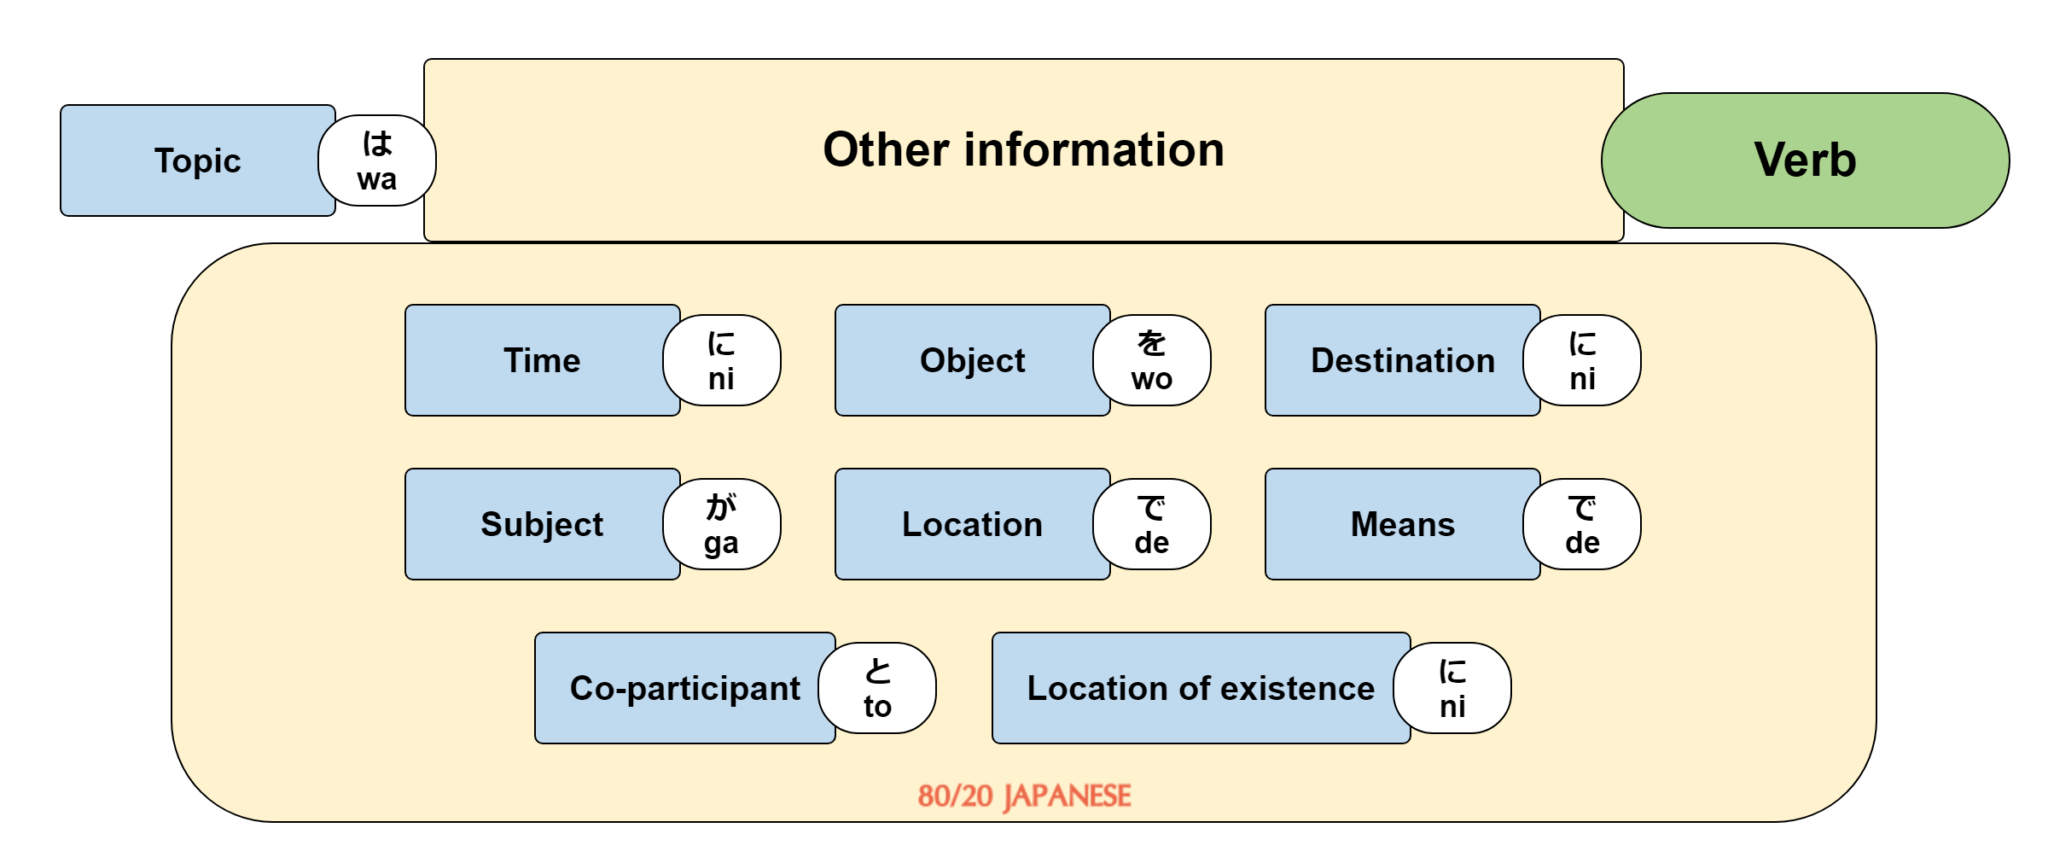 Topic
は
wa
Other information
Verb
Time
に
ni
Object
を
wo
Destination
に
ni
Subject
が
ga
Location
で
de
Means
で
de
Co-participant
と
to
Location of existence
に
ni
80/20 JAPANESE